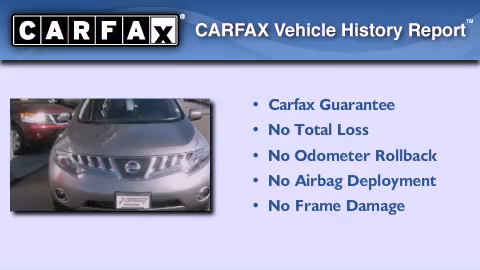 CARFAX® CARFAX Vehicle History Report™
• Carfax Guarantee
• No Total Loss
• No Odometer Rollback
• No Airbag Deployment
• No Frame Damage